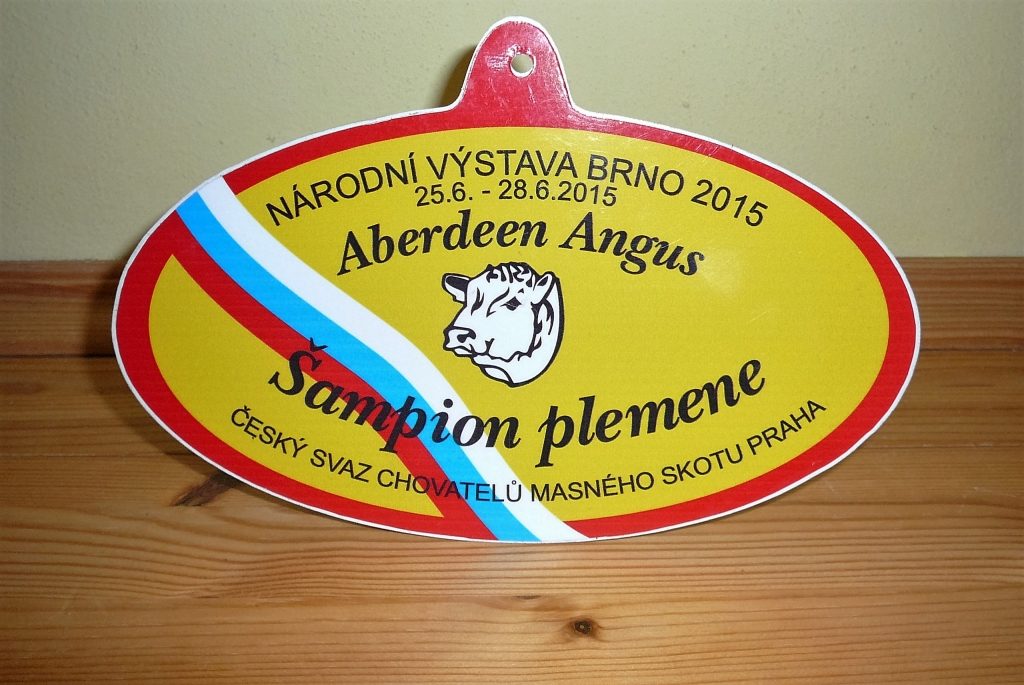 NÁRODNÍ VÝSTAVA BRNO 2015
25.6. - 28.6.2015
Aberdeen Angus
Šampion plemene
ČESKÝ SVAZ CHOVATELŮ MASNÉHO SKOTU PRAHA